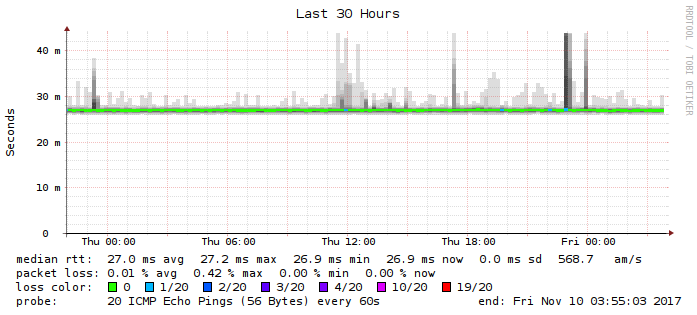 Last 30 Hours
RRDTOOL / TOBI OETIKER
Seconds
40 m
30 m
20 m
10 m
0
Thu 00:00 Thu 06:00 Thu 12:00 Thu 18:00 Fri 00:00
median rtt: 27.0 ms avg 27.2 ms max 26.9 ms min 26.9 ms now 0.0 ms sd 568.7 am/s
packet loss: 0.01 % avg 0.42 % max 0.00 % min 0.00 % now
loss color: 0 1/20 2/20 3/20 4/20 10/20 19/20
probe: 20 ICMP Echo Pings (56 Bytes) every 60s end: Fri Nov 10 03:55:03 2017